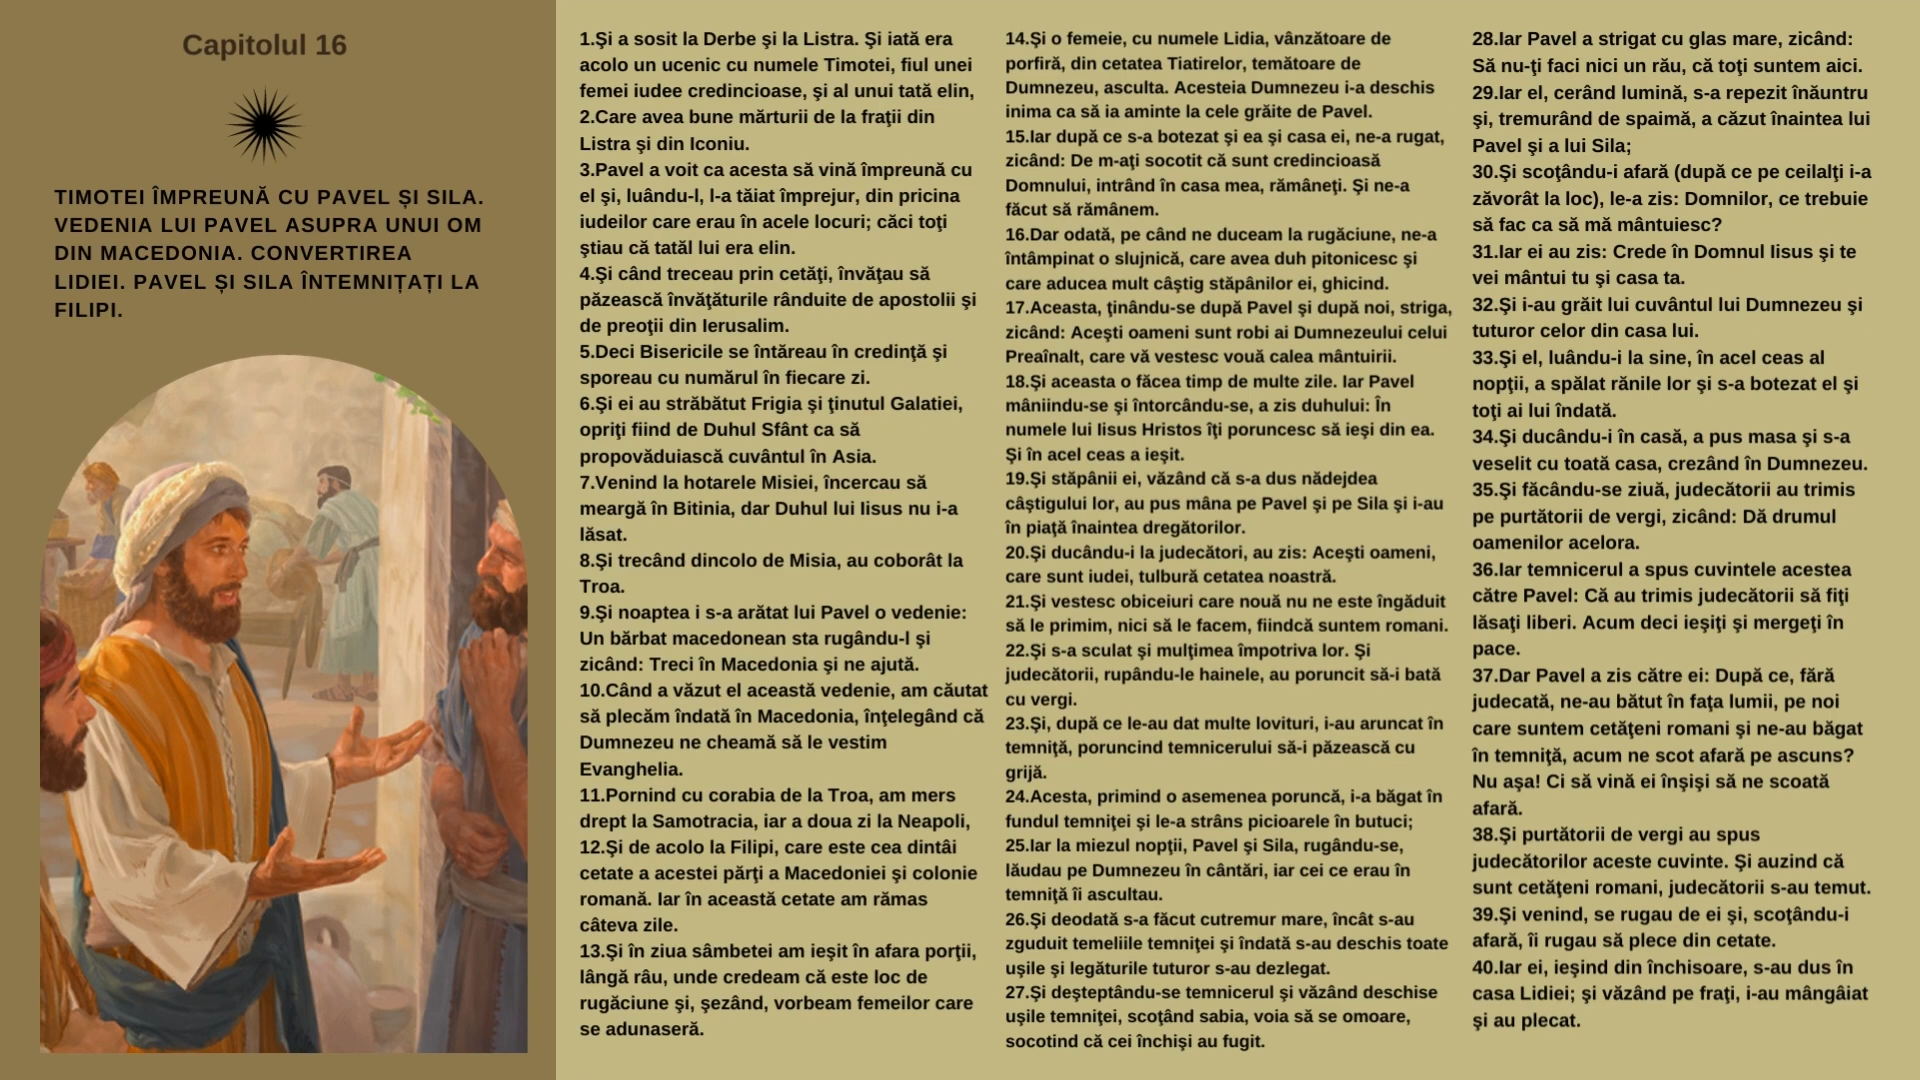 Capitolul 16
TIMOTEI ÎMPREUNĂ CU PAVEL ȘI SILA.
VEDENIA LUI PAVEL ASUPRA UNUI OM
DIN MACEDONIA. CONVERTIREA
LIDIEI. PAVEL ȘI SILA ÎNTEMNIȚAȚI LA
FILIPI.
1.Şi a sosit la Derbe şi la Listra. Şi iată era
acolo un ucenic cu numele Timotei, fiul unei
femei iudee credincioase, şi al unui tată elin,
2.Care avea bune mărturii de la fraţii din
Listra şi din Iconiu.
3.Pavel a voit ca acesta să vină împreună cu
el şi, luându-l, l-a tăiat împrejur, din pricina
iudeilor care erau în acele locuri; căci toţi
ştiau că tatăl lui era elin.
4.Şi când treceau prin cetăţi, învăţau să
păzească învăţăturile rânduite de apostolii şi
de preoţii din Ierusalim.
5.Deci Bisericile se întăreau în credinţă şi
sporeau cu numărul în fiecare zi.
6.Şi ei au străbătut Frigia şi ţinutul Galatiei,
opriţi fiind de Duhul Sfânt ca să
propovăduiască cuvântul în Asia.
7.Venind la hotarele Misiei, încercau să
meargă în Bitinia, dar Duhul lui Iisus nu i-a
lăsat.
8.Şi trecând dincolo de Misia, au coborât la
Troa.
9.Şi noaptea i s-a arătat lui Pavel o vedenie:
Un bărbat macedonean sta rugându-l şi
zicând: Treci în Macedonia şi ne ajută.
10.Când a văzut el această vedenie, am căutat
să plecăm îndată în Macedonia, înţelegând că
Dumnezeu ne cheamă să le vestim
Evanghelia.
11.Pornind cu corabia de la Troa, am mers
drept la Samotracia, iar a doua zi la Neapoli,
12.Şi de acolo la Filipi, care este cea dintâi
cetate a acestei părţi a Macedoniei şi colonie
romană. Iar în această cetate am rămas
câteva zile.
13.Şi în ziua sâmbetei am ieşit în afara porţii,
lângă râu, unde credeam că este loc de
rugăciune şi, şezând, vorbeam femeilor care
se adunaseră.
14.Şi o femeie, cu numele Lidia, vânzătoare de
porfiră, din cetatea Tiatirelor, temătoare de
Dumnezeu, asculta. Acesteia Dumnezeu i-a deschis
inima ca să ia aminte la cele grăite de Pavel.
15.Iar după ce s-a botezat şi ea şi casa ei, ne-a rugat,
zicând: De m-aţi socotit că sunt credincioasă
Domnului, intrând în casa mea, rămâneţi. Şi ne-a
făcut să rămânem.
16.Dar odată, pe când ne duceam la rugăciune, ne-a
întâmpinat o slujnică, care avea duh pitonicesc şi
care aducea mult câştig stăpânilor ei, ghicind.
17.Aceasta, ţinându-se după Pavel şi după noi, striga,
zicând: Aceşti oameni sunt robi ai Dumnezeului celui
Preaînalt, care vă vestesc vouă calea mântuirii.
18.Şi aceasta o făcea timp de multe zile. Iar Pavel
mâniindu-se şi întorcându-se, a zis duhului: În
numele lui Iisus Hristos îţi poruncesc să ieşi din ea.
Şi în acel ceas a ieşit.
19.Şi stăpânii ei, văzând că s-a dus nădejdea
câştigului lor, au pus mâna pe Pavel şi pe Sila şi i-au
în piaţă înaintea dregătorilor.
20.Şi ducându-i la judecători, au zis: Aceşti oameni,
care sunt iudei, tulbură cetatea noastră.
21.Şi vestesc obiceiuri care nouă nu ne este îngăduit
să le primim, nici să le facem, fiindcă suntem romani.
22.Şi s-a sculat şi mulţimea împotriva lor. Şi
judecătorii, rupându-le hainele, au poruncit să-i bată
cu vergi.
23.Şi, după ce le-au dat multe lovituri, i-au aruncat în
temniţă, poruncind temnicerului să-i păzească cu
grijă.
24.Acesta, primind o asemenea poruncă, i-a băgat în
fundul temniţei şi le-a strâns picioarele în butuci;
25.Iar la miezul nopţii, Pavel şi Sila, rugându-se,
lăudau pe Dumnezeu în cântări, iar cei ce erau în
temniţă îi ascultau.
26.Şi deodată s-a făcut cutremur mare, încât s-au
zguduit temeliile temniţei şi îndată s-au deschis toate
uşile şi legăturile tuturor s-au dezlegat.
27.Şi deşteptându-se temnicerul şi văzând deschise
uşile temniţei, scoţând sabia, voia să se omoare,
socotind că cei închişi au fugit.
28.Iar Pavel a strigat cu glas mare, zicând:
Să nu-ţi faci nici un rău, că toţi suntem aici.
29.Iar el, cerând lumină, s-a repezit înăuntru
şi, tremurând de spaimă, a căzut înaintea lui
Pavel şi a lui Sila;
30.Şi scoţându-i afară (după ce pe ceilalţi i-a
zăvorât la loc), le-a zis: Domnilor, ce trebuie
să fac ca să mă mântuiesc?
31.Iar ei au zis: Crede în Domnul Iisus şi te
vei mântui tu şi casa ta.
32.Şi i-au grăit lui cuvântul lui Dumnezeu şi
tuturor celor din casa lui.
33.Şi el, luându-i la sine, în acel ceas al
nopţii, a spălat rănile lor şi s-a botezat el şi
toţi ai lui îndată.
34.Şi ducându-i în casă, a pus masa şi s-a
veselit cu toată casa, crezând în Dumnezeu.
35.Şi făcându-se ziuă, judecătorii au trimis
pe purtătorii de vergi, zicând: Dă drumul
oamenilor acelora.
36.Iar temnicerul a spus cuvintele acestea
către Pavel: Că au trimis judecătorii să fiţi
lăsaţi liberi. Acum deci ieşiţi şi mergeţi în
pace.
37.Dar Pavel a zis către ei: După ce, fără
judecată, ne-au bătut în faţa lumii, pe noi
care suntem cetăţeni romani şi ne-au băgat
în temniţă, acum ne scot afară pe ascuns?
Nu aşa! Ci să vină ei înşişi să ne scoată
afară.
38.Şi purtătorii de vergi au spus
judecătorilor aceste cuvinte. Şi auzind că
sunt cetăţeni romani, judecătorii s-au temut.
39.Şi venind, se rugau de ei şi, scoţându-i
afară, îi rugau să plece din cetate.
40.Iar ei, ieşind din închisoare, s-au dus în
casa Lidiei; şi văzând pe fraţi, i-au mângâiat
şi au plecat.